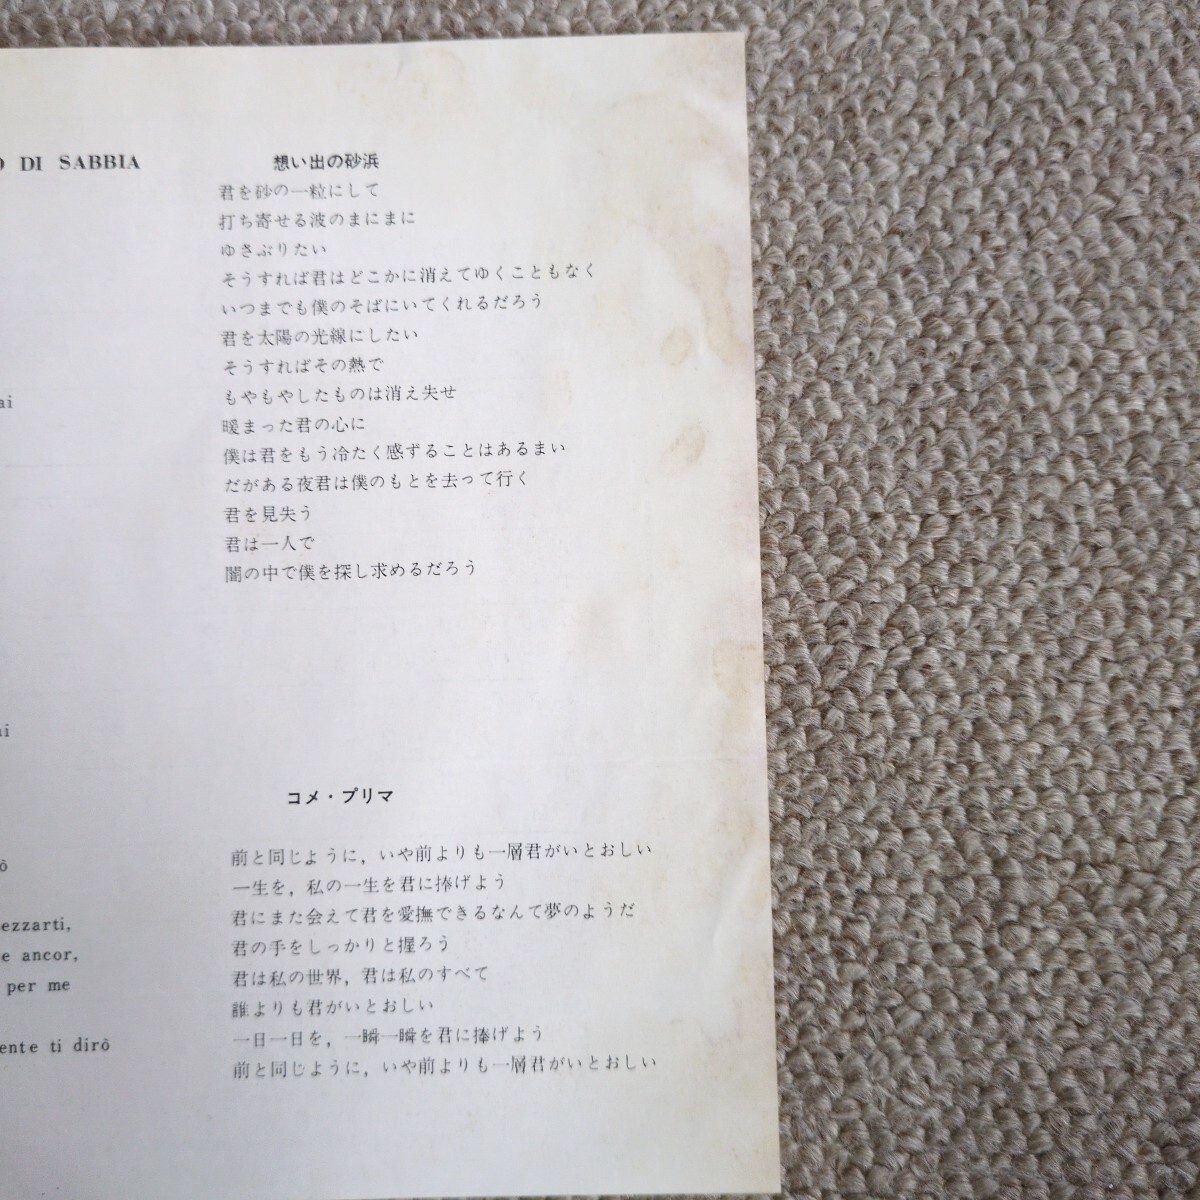 DI SABBIA
ai
ai
ezzarti,
e ancor,
per me
ente ti dirò
想い出の砂浜
君を砂の一粒にして
打ち寄せる波のまにまに
ゆさぶりたい
そうすれば君はどこかに消えてゆくこともなく
いつまでも僕のそばにいてくれるだろう
君を太陽の光線にしたい
そうすればその熱で
もやもやしたものは消え失せ
暖まった君の心に
僕は君をもう冷たく感ずることはあるまい
だがある夜君は僕のもとを去って行く
君を見失う
君は一人で
闇の中で僕を探し求めるだろう
コメ・プリマ
前と同じように，いや前よりも一層君がいとおしい
一生を，私の一生を君に捧げよう
君にまた会えて君を愛撫できるなんて夢のようだ
君の手をしっかりと握ろう
君は私の世界，君は私のすべて
誰よりも君がいとおしい
一日一日を，一瞬一瞬を君に捧げよう
前と同じように，いや前よりも一層君がいとおしい